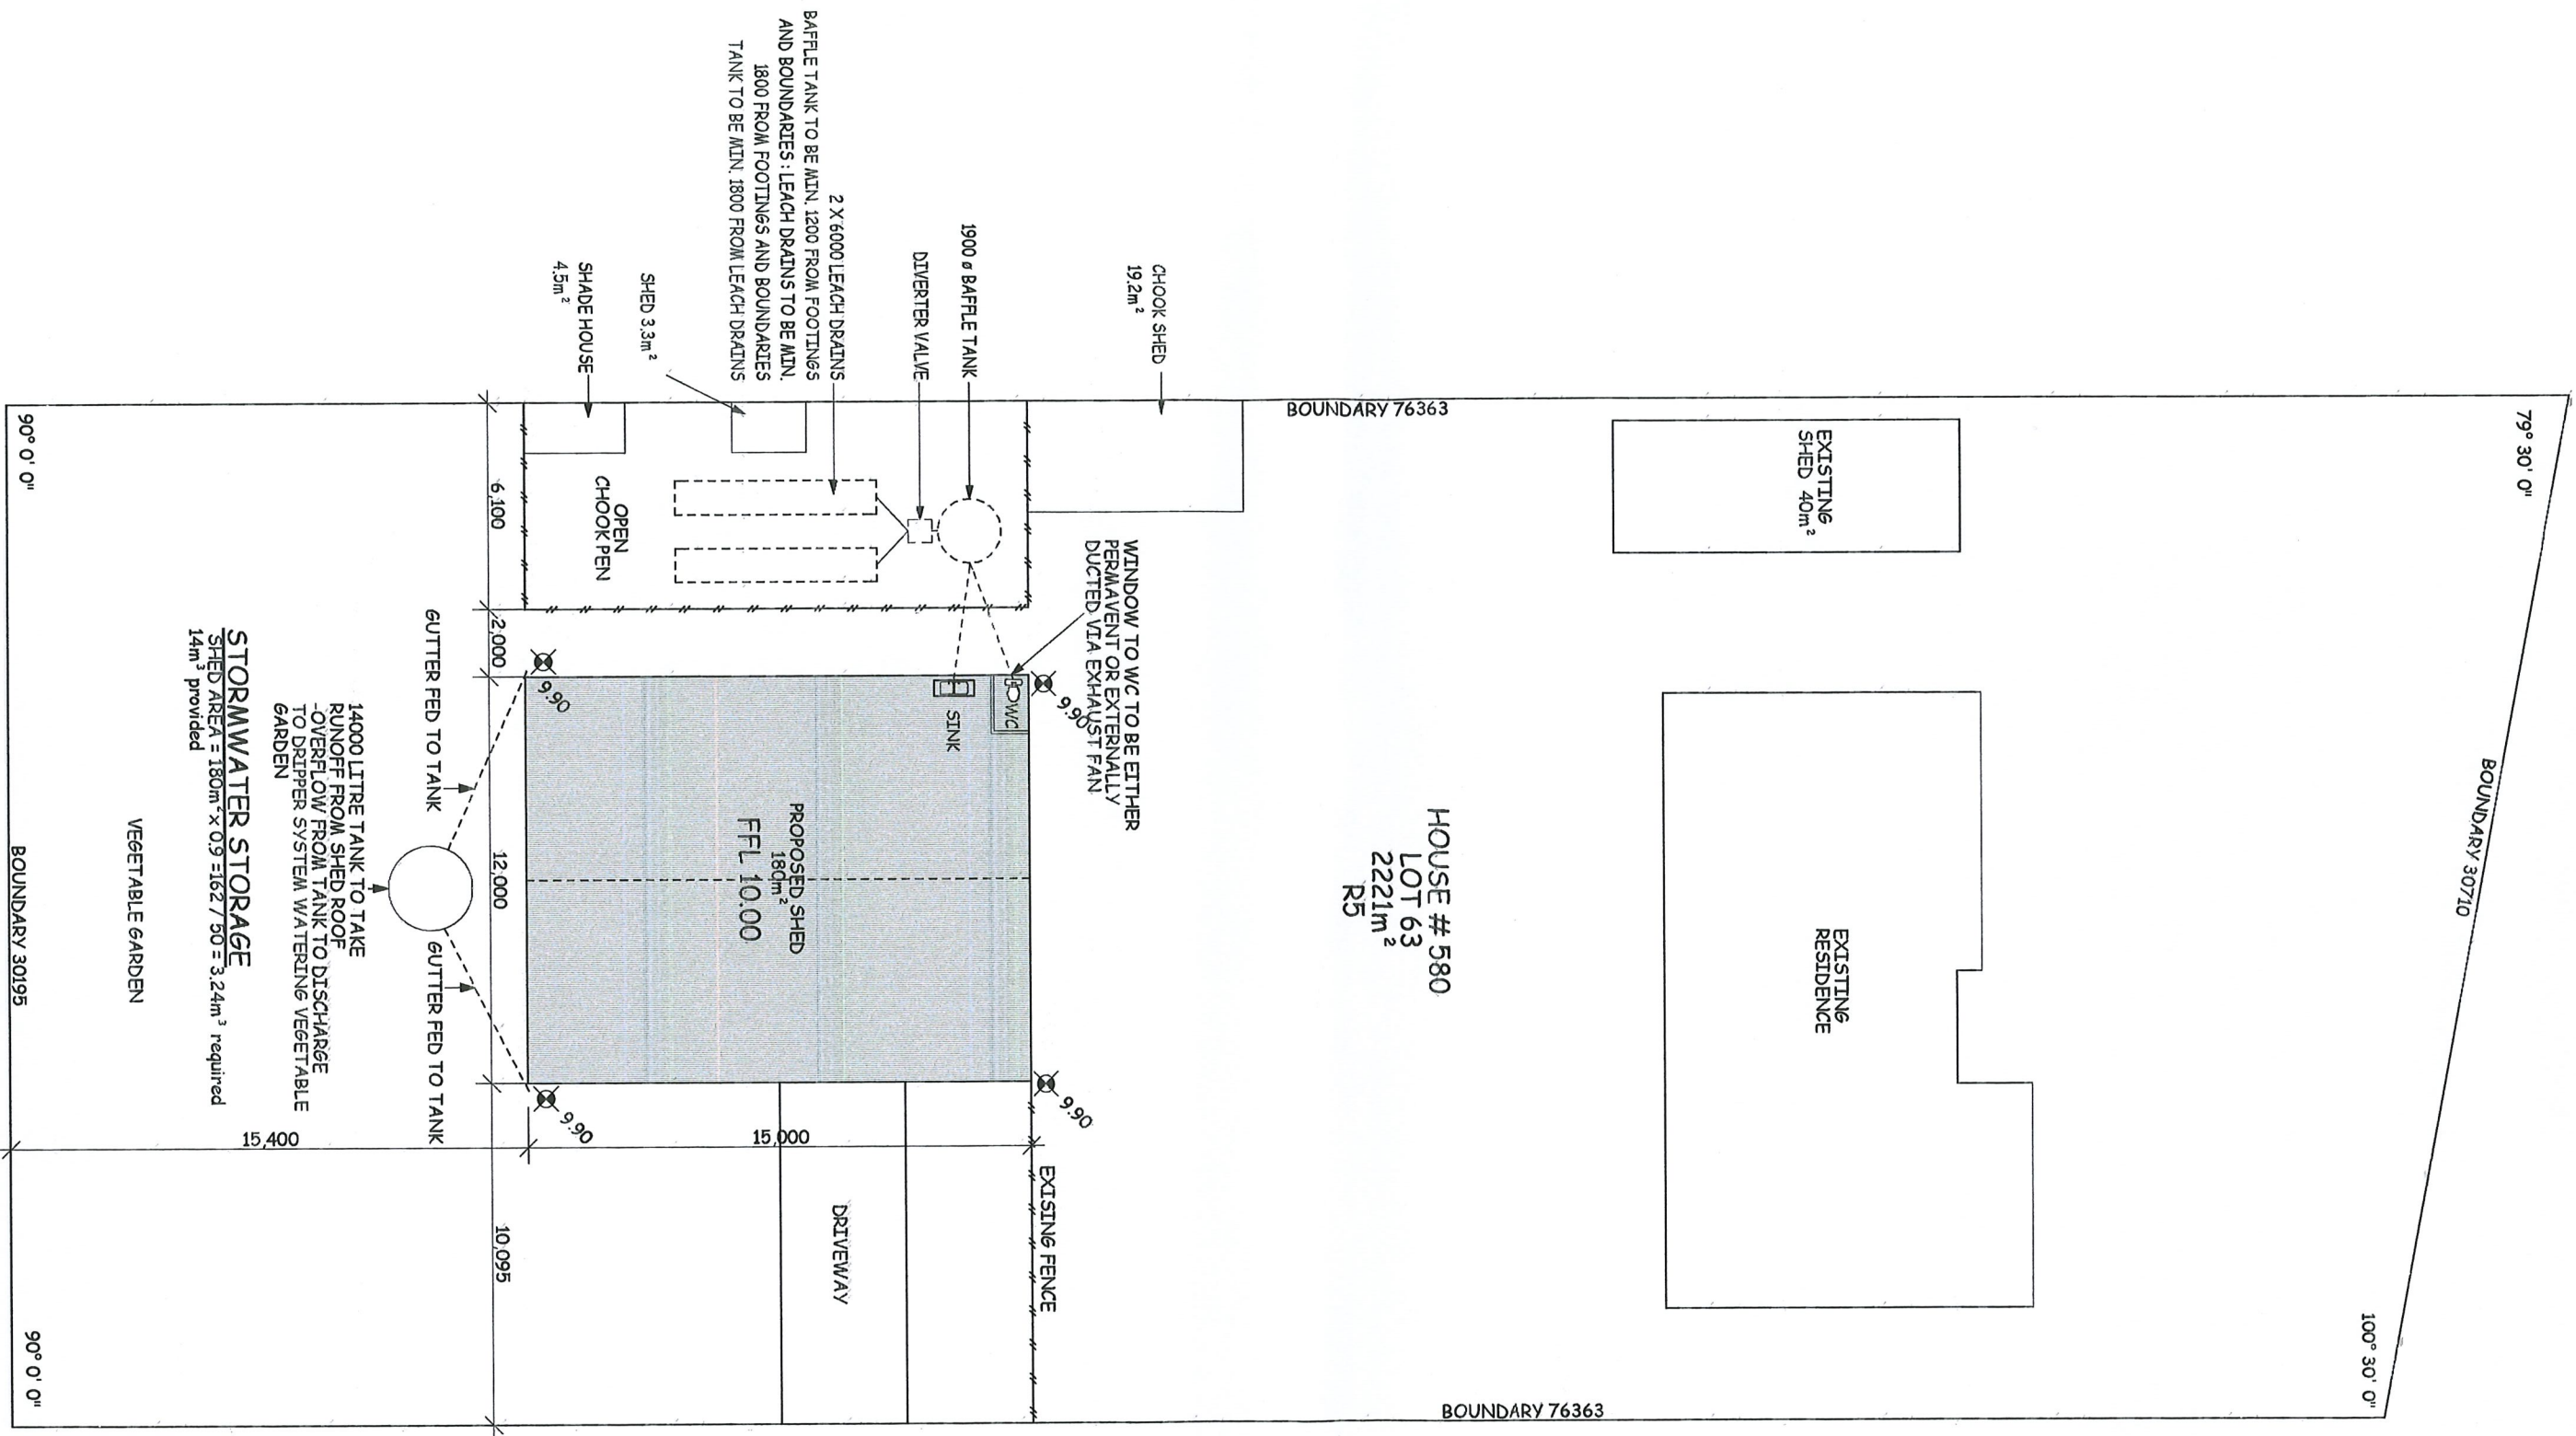 BAFFLE TANK TO BE MIN. 1200 FROM FOOTINGS
AND BOUNDARIES : LEACH DRAINS TO BE MIN.
1800 FROM FOOTINGS AND BOUNDARIES
TANK TO BE MIN. 1800 FROM LEACH DRAINS
2 X 6000 LEACH DRAINS
1900 ø BAFFLE TANK
DIVERTER VALVE
CHOOK SHED
19.2m²
SHED 3.3m²
SHADE HOUSE
4.5m²
BOUNDARY 76363
79° 30' 0"
EXISTING
SHED 40m²
90° 0' 0"
6,100
OPEN
CHOOK PEN
WINDOW TO WC TO BE EITHER
PERMAVENT OR EXTERNALLY
DUCTED VIA EXHAUST FAN
2,000
9.90
9.90
WC
SINK
BOUNDARY 30710
HOUSE # 580
LOT 63
2221m²
R5
EXISTING
RESIDENCE
PROPOSED SHED
180m²
FFL 10.00
12,000
GUTTER FED TO TANK
GUTTER FED TO TANK
14000 LITRE TANK TO TAKE
RUNOFF FROM SHED ROOF
-OVERFLOW FROM TANK TO DISCHARGE
TO DRIPPER SYSTEM WATERING VEGETABLE
GARDEN
STORMWATER STORAGE
SHED AREA = 180m² x 0.9 =162 / 50 = 3.24m³ required
14m³ provided
VEGETABLE GARDEN
BOUNDARY 30195
9.90
9.90
15,400
15,000
EXISTING FENCE
DRIVEWAY
10,095
90° 0' 0"
100° 30' 0"
BOUNDARY 76363